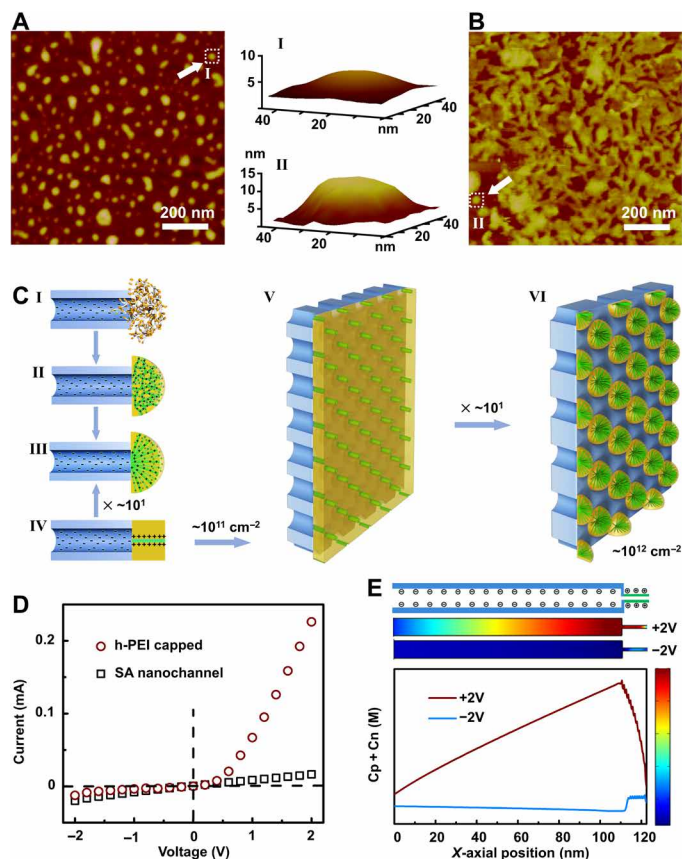 A
I
200 nm
I
10
5
40
20
nm
20
40
nm
II
15
10
5
40
20
nm
20
40
B
II
200 nm
C
I
II
III
× ~10¹
IV
~10¹¹ cm⁻²
V
× ~10¹
VI
~10¹² cm⁻²
D
Current (mA)
0.2
0.1
0
h-PEI capped
SA nanochannel
−2
−1
0
1
2
Voltage (V)
E
+2V
−2V
Cp + Cn (M)
+2V
−2V
0
20
40
60
80
100
120
X-axial position (nm)